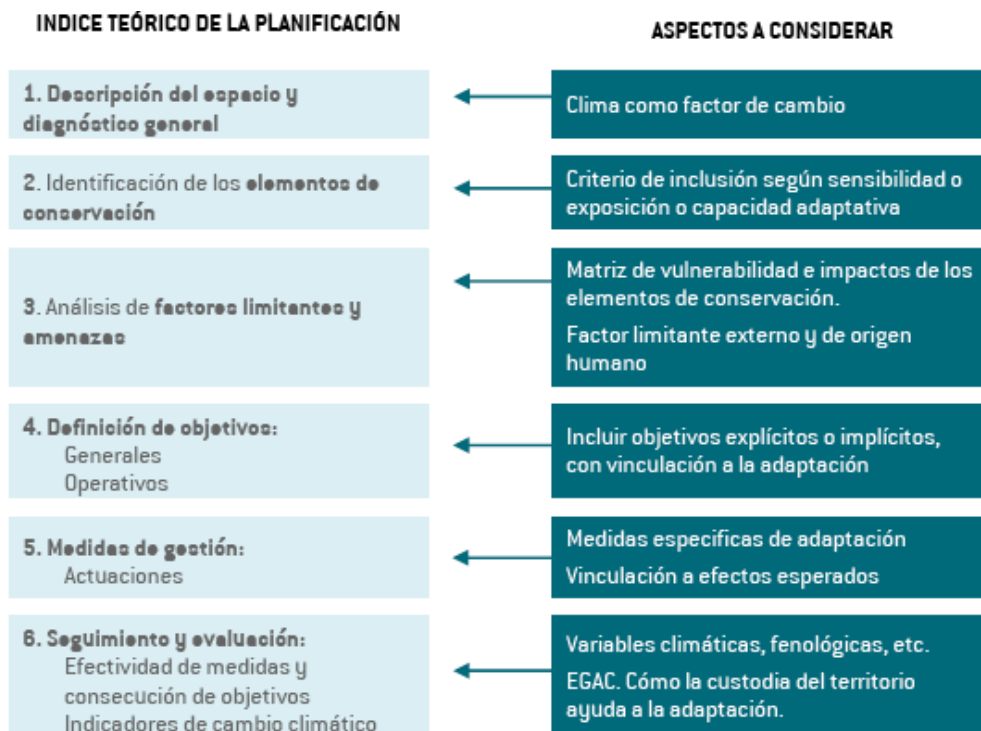 INDICE TEÓRICO DE LA PLANIFICACIÓN
ASPECTOS A CONSIDERAR
1. Descripción del espacio y
diagnóstico general
Clima como factor de cambio
2. Identificación de los elementos de
conservación
Criterio de inclusión según sensibilidad o
exposición o capacidad adaptativa
3. Análisis de factores limitantes y
amenazas
Matriz de vulnerabilidad e impactos de los
elementos de conservación.
Factor limitante externo y de origen
humano
4. Definición de objetivos:
Generales
Operativos
Incluir objetivos explícitos o implícitos,
con vinculación a la adaptación
5. Medidas de gestión:
Actuaciones
Medidas especificas de adaptación
Vinculación a efectos esperados
6. Seguimiento y evaluación:
Efectividad de medidas y
consecución de objetivos
Indicadores de cambio climático
Variables climáticas, fenológicas, etc.
EGAC. Cómo la custodia del territorio
ayuda a la adaptación.